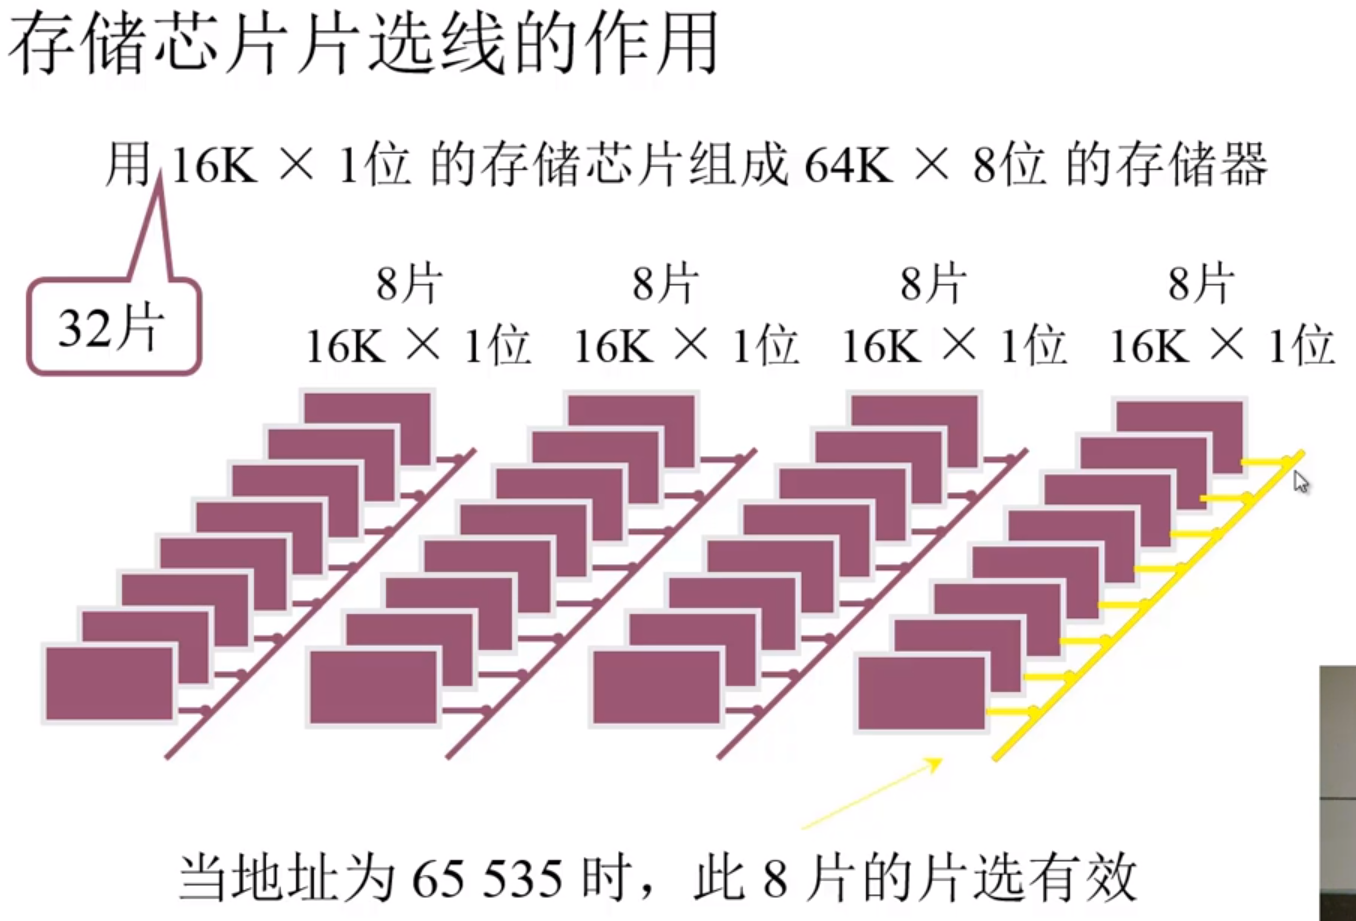 存储芯片片选线的作用
用 16K × 1位 的存储芯片组成 64K × 8位 的存储器
32片
8片 8片 8片 8片
16K × 1位 16K × 1位 16K × 1位 16K × 1位
当地址为 65 535 时，此 8 片的片选有效